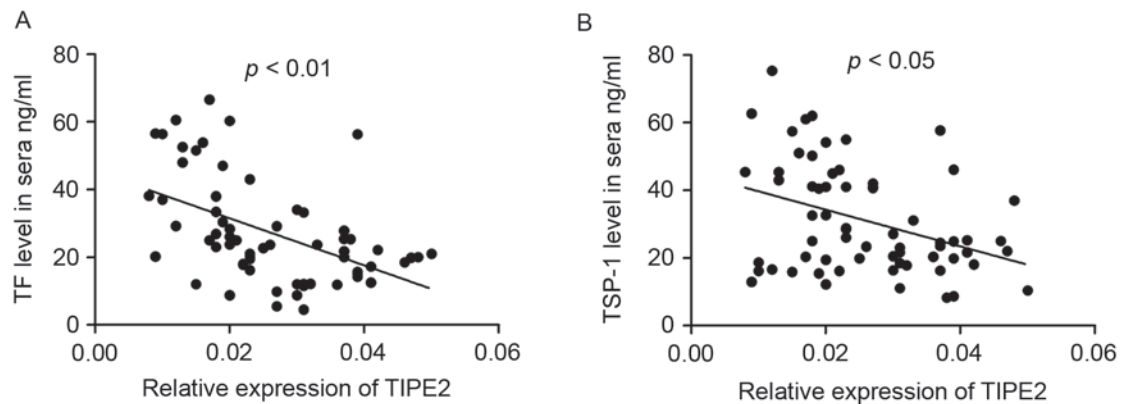 A
p < 0.01
TF level in sera ng/ml
80
60
40
20
0
0.00 0.02 0.04 0.06
Relative expression of TIPE2
B
p < 0.05
TSP-1 level in sera ng/ml
80
60
40
20
0
0.00 0.02 0.04 0.06
Relative expression of TIPE2